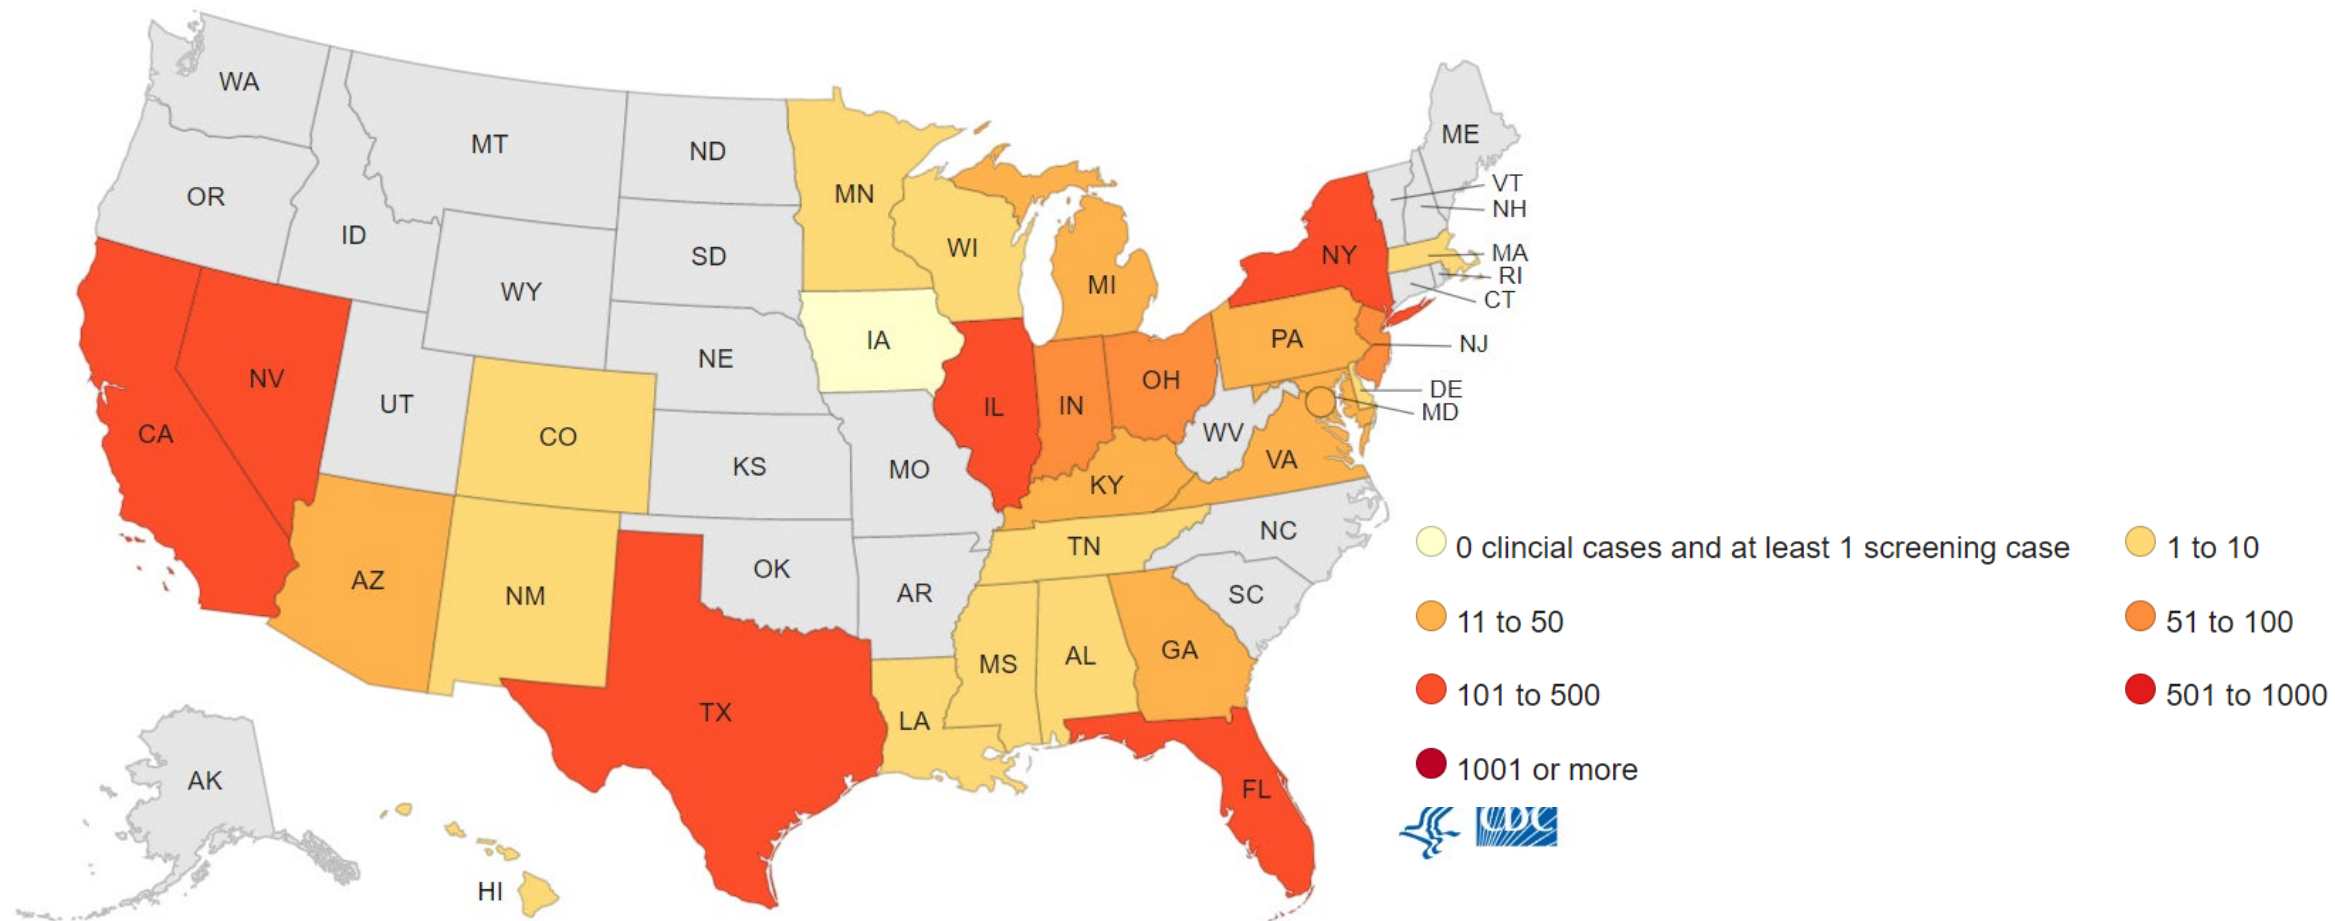 WA
MT
ND
MN
ME
OR
ID
SD
WI
MI
VT
NH
NY
MA
RI
CT
WY
IA
PA
NJ
NV
UT
NE
IL
IN
OH
DE
MD
CA
CO
KS
MO
WV
VA
KY
AZ
NM
OK
AR
TN
NC
SC
TX
LA
MS
AL
GA
FL
AK
HI
0 clincial cases and at least 1 screening case
1 to 10
11 to 50
51 to 100
101 to 500
501 to 1000
1001 or more
CDC